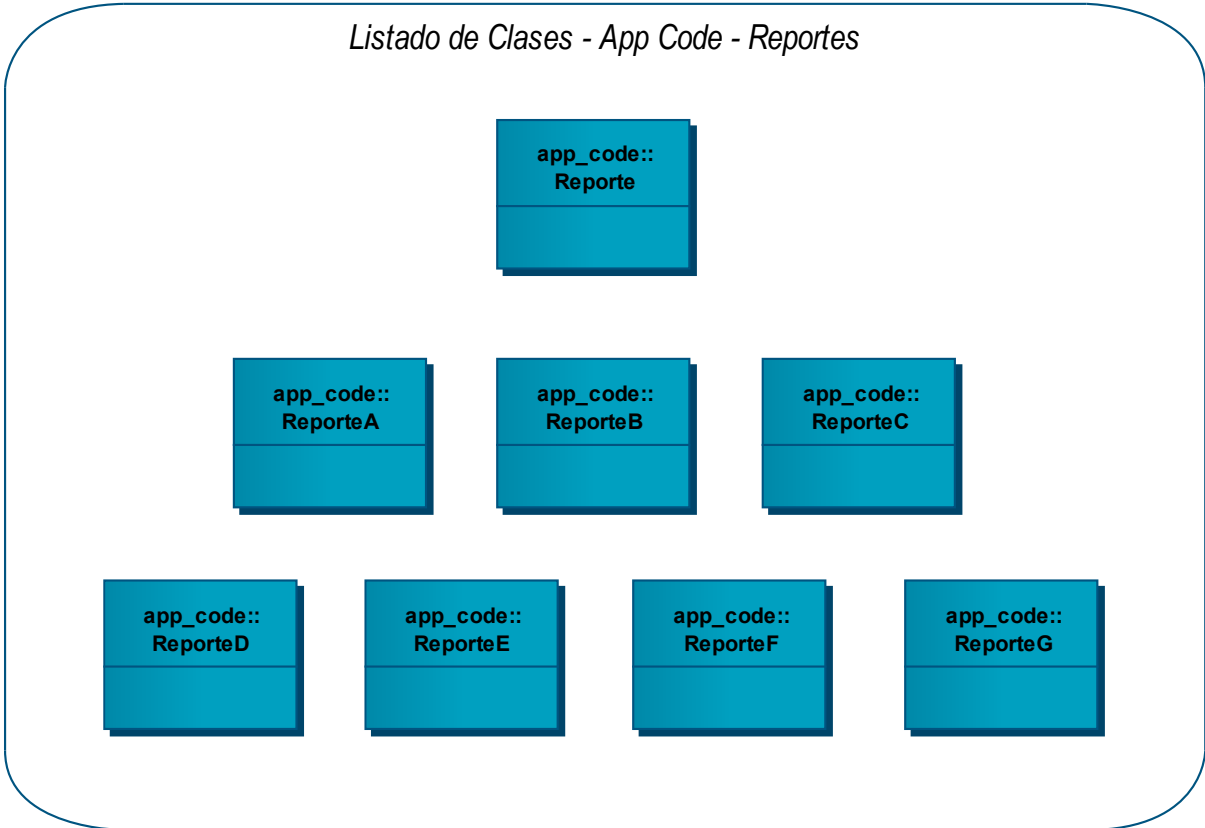 Listado de Clases - App Code - Reportes
app_code::
Reporte
app_code::
ReporteA
app_code::
ReporteB
app_code::
ReporteC
app_code::
ReporteD
app_code::
ReporteE
app_code::
ReporteF
app_code::
ReporteG